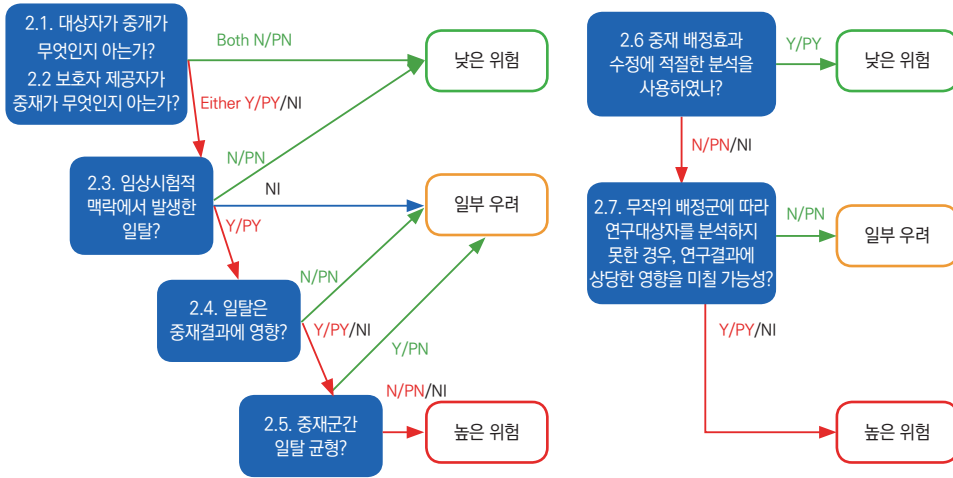 2.1. 대상자가 중개가
무엇인지 아는가?
2.2 보호자 제공자가
중재가 무엇인지 아는가?
Both N/PN
낮은 위험
Either Y/PY/NI
N/PN
2.3. 임상시험적
맥락에서 발생한
일탈?
NI
일부 우려
Y/PY
N/PN
2.4. 일탈은
중재결과에 영향?
Y/PY/NI
Y/PN
N/PN/NI
2.5. 중재군간
일탈 균형?
높은 위험
2.6 중재 배정효과
수정에 적절한 분석을
사용하였나?
Y/PY
낮은 위험
N/PN/NI
2.7. 무작위 배정군에 따라
연구대상자를 분석하지
못한 경우, 연구결과에
상당한 영향을 미칠 가능성?
N/PN
일부 우려
Y/PY/NI
높은 위험